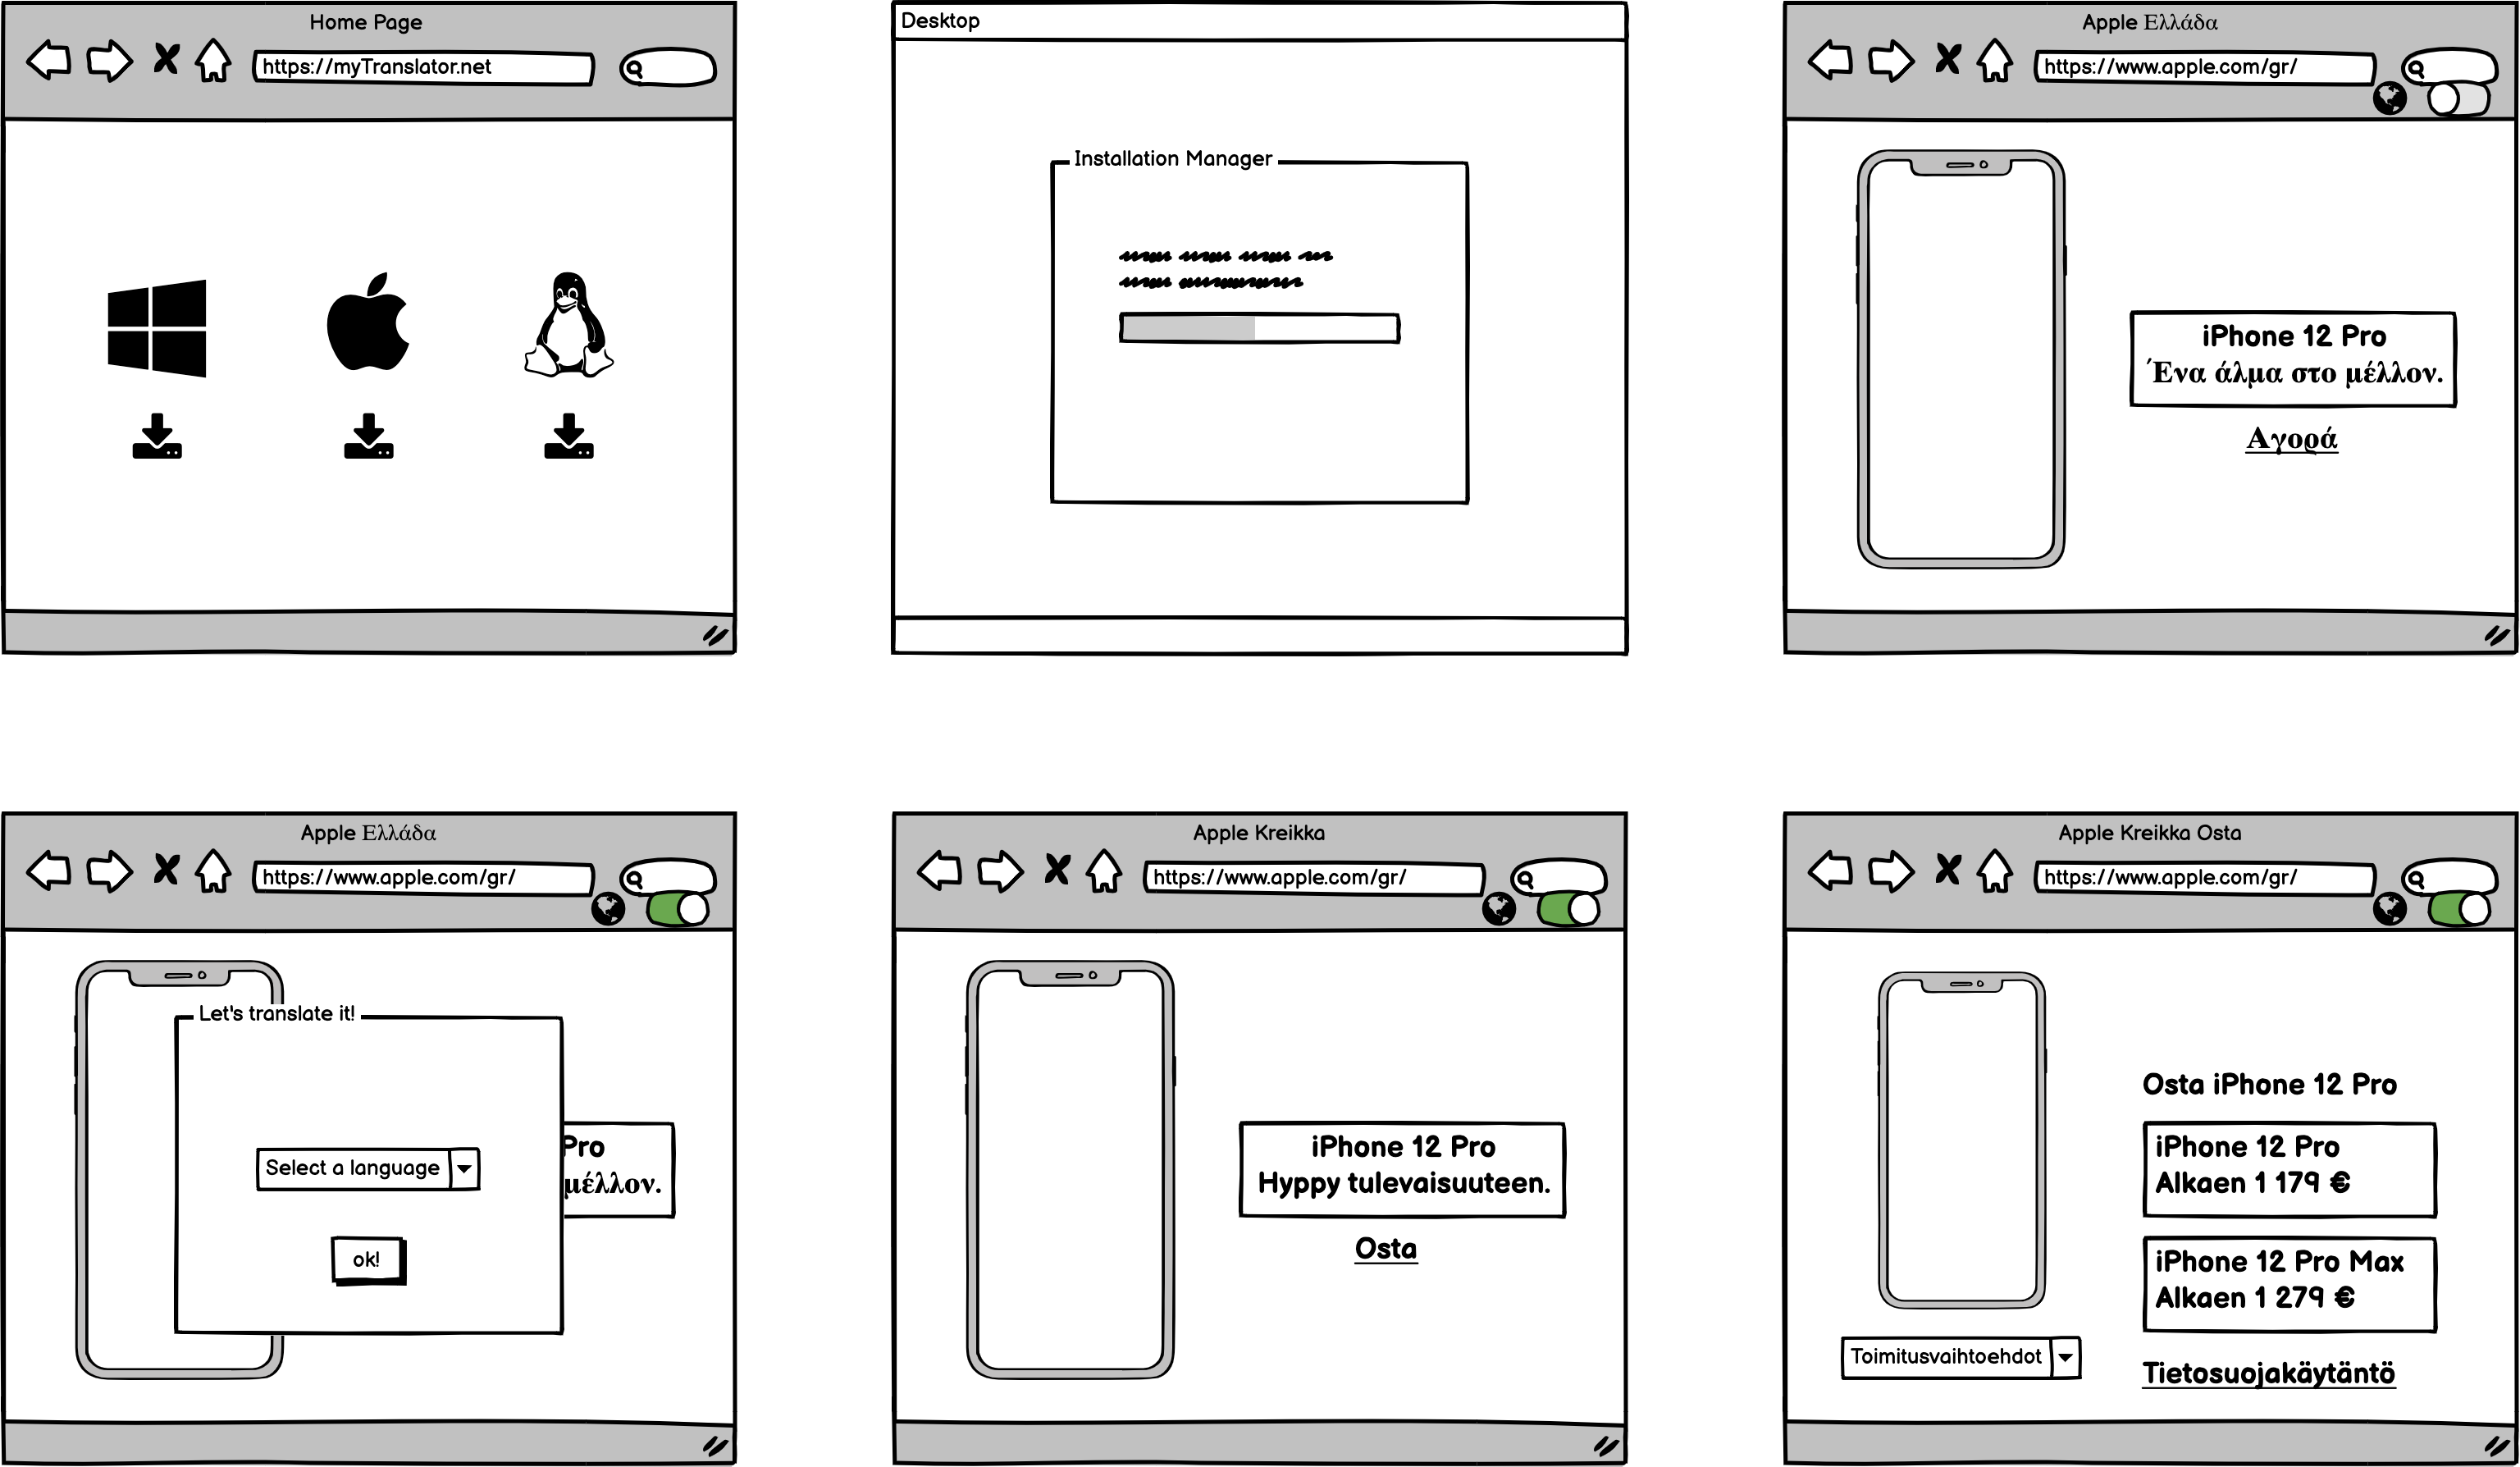 Home Page
https://myTranslator.net
Desktop
Installation Manager
Apple Ελλάδα
https://www.apple.com/gr/
iPhone 12 Pro
Ένα άλμα στο μέλλον.
Αγορά
Apple Ελλάδα
https://www.apple.com/gr/
Let's translate it!
Select a language
ok!
Pro
μέλλον.
Apple Kreikka
https://www.apple.com/gr/
iPhone 12 Pro
Hyppy tulevaisuuteen.
Osta
Apple Kreikka Osta
https://www.apple.com/gr/
Osta iPhone 12 Pro
iPhone 12 Pro
Alkaen 1 179 €
iPhone 12 Pro Max
Alkaen 1 279 €
Toimitusvaihtoehdot
Tietosuojakäytäntö